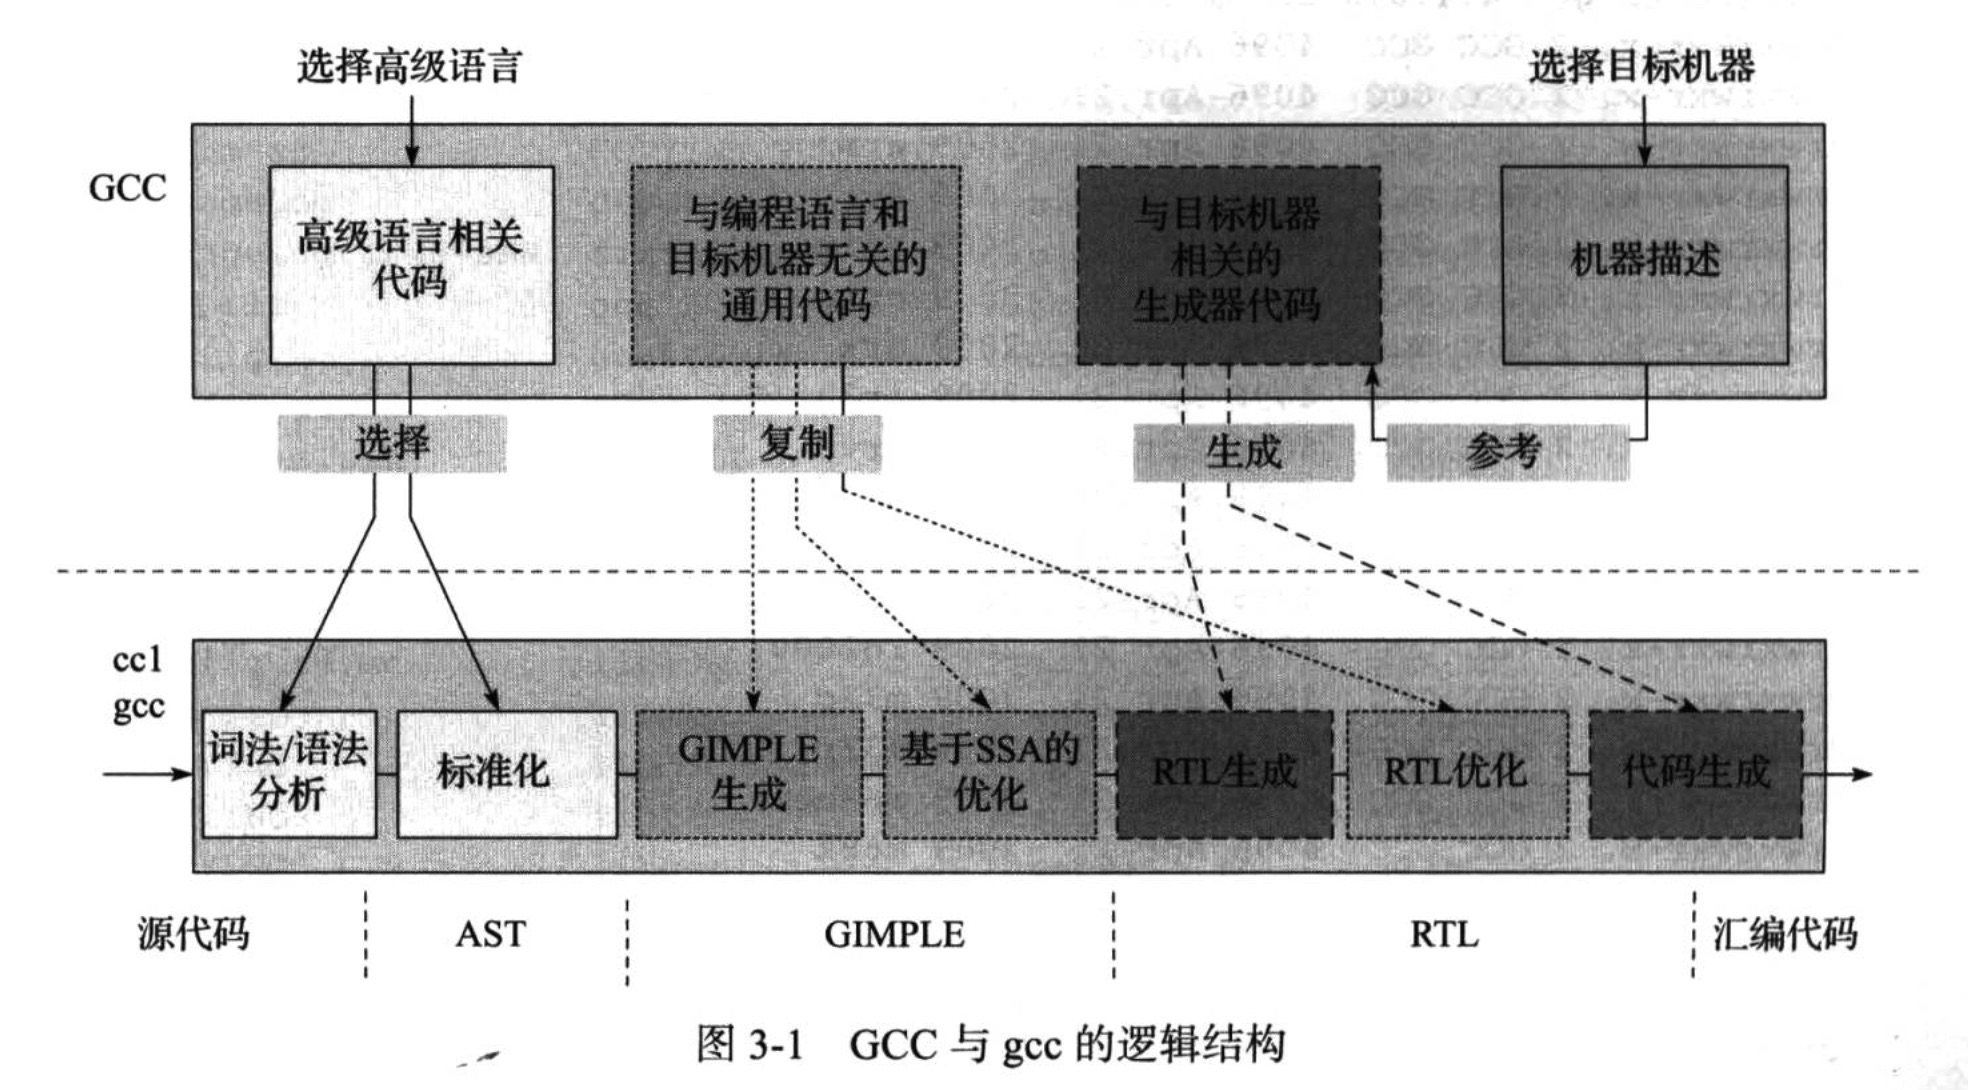 选择高级语言
选择目标机器
GCC
高级语言相关
代码
与编程语言和
目标机器无关的
通用代码
与目标机器
相关的
生成器代码
机器描述
选择
复制
生成
参考
cc1
gcc
词法/语法
分析
标准化
GIMPLE
生成
基于SSA的
优化
RTL生成
RTL优化
代码生成
源代码
AST
GIMPLE
RTL
汇编代码
图 3-1 GCC 与 gcc 的逻辑结构